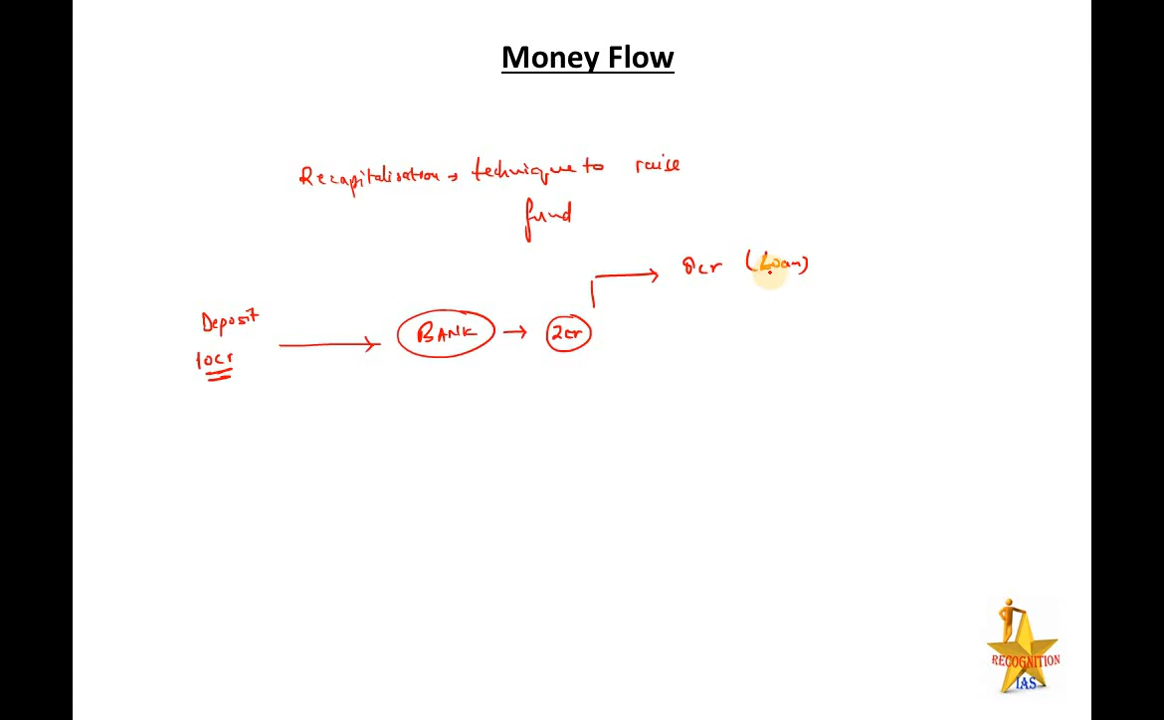 Money Flow
Recapitalisation → technique to raise
fund
8cr (Loan)
Deposit
10cr
BANK → 2cr
RECOGNITION
IAS